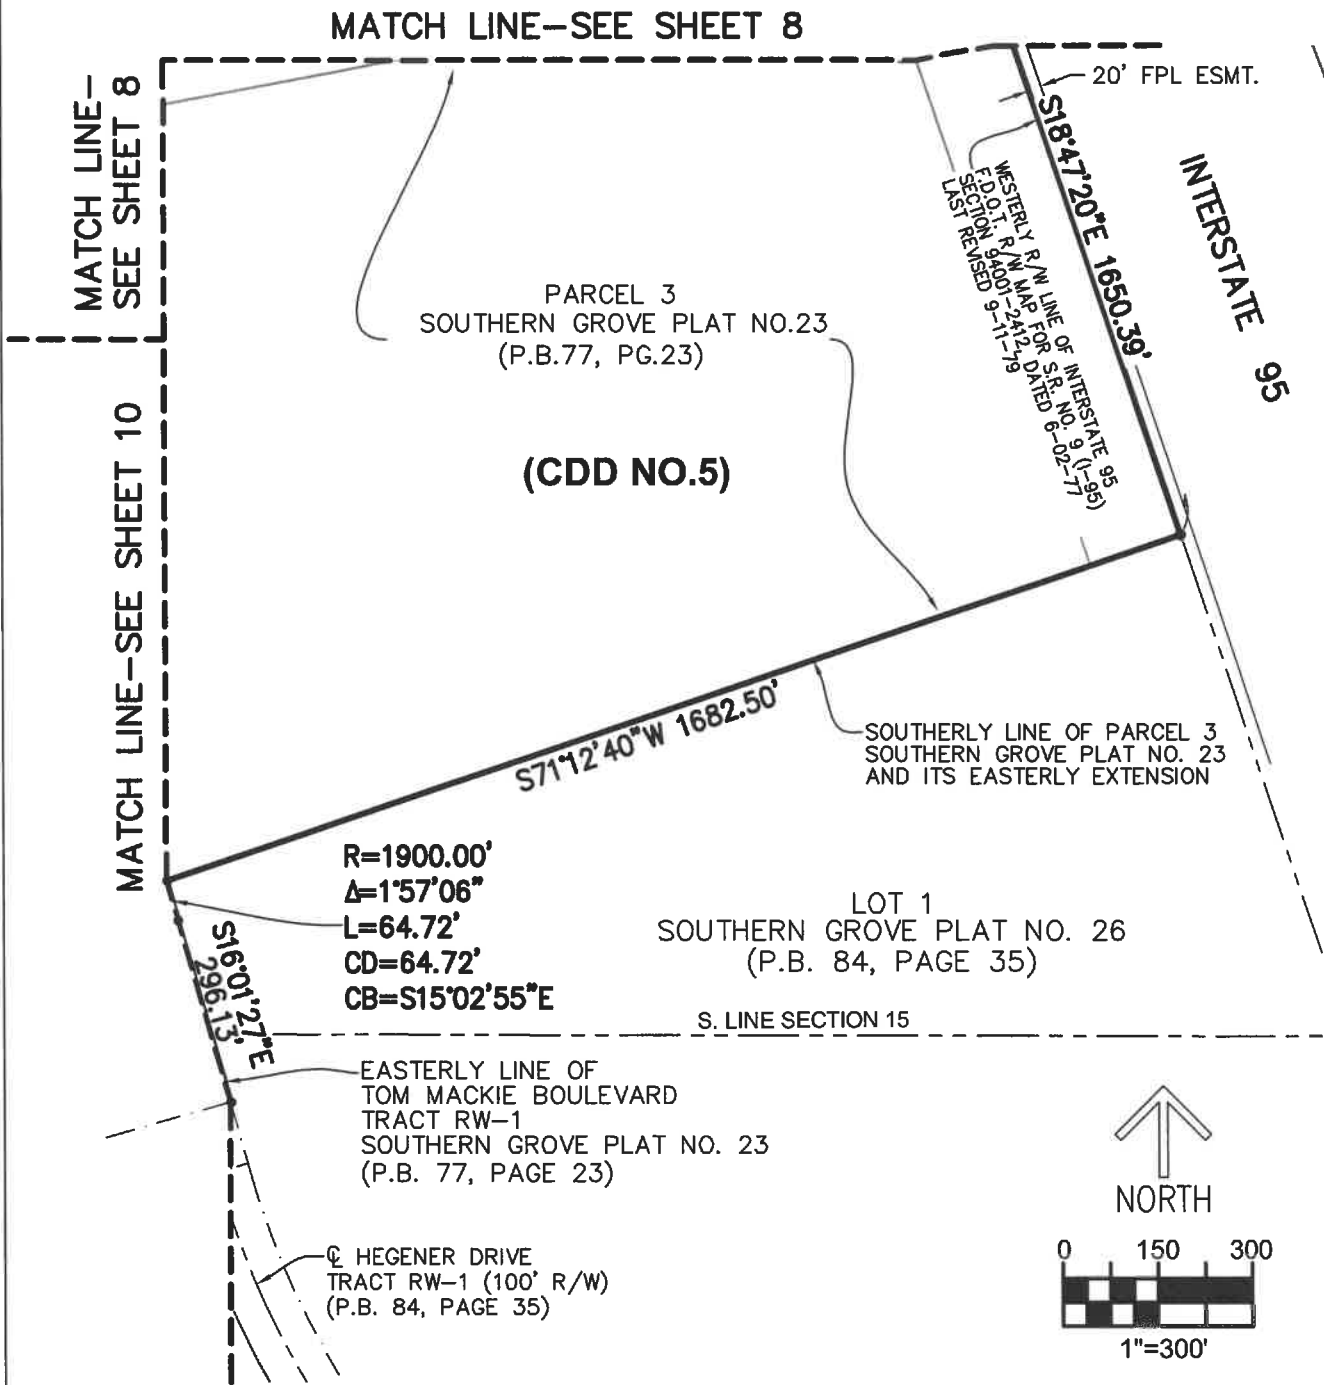 MATCH LINE-SEE SHEET 8
MATCH LINE-
SEE SHEET 8
20' FPL ESMT.
S18°47'20"E 1650.39'
INTERSTATE 95
WESTERLY R/W LINE OF INTERSTATE 95
F.D.O.T. R/W MAP FOR S.R. NO. 9 (I-95)
SECTION 94001-2412, DATED 6-02-77
LAST REVISED 9-11-79
PARCEL 3
SOUTHERN GROVE PLAT NO.23
(P.B.77, PG.23)
(CDD NO.5)
MATCH LINE-SEE SHEET 10
S71°12'40"W 1682.50'
SOUTHERLY LINE OF PARCEL 3
SOUTHERN GROVE PLAT NO. 23
AND ITS EASTERLY EXTENSION
R=1900.00'
Δ=1°57'06"
L=64.72'
CD=64.72'
CB=S15°02'55"E
S16°01'27"E
296.13'
LOT 1
SOUTHERN GROVE PLAT NO. 26
(P.B. 84, PAGE 35)
S. LINE SECTION 15
EASTERLY LINE OF
TOM MACKIE BOULEVARD
TRACT RW-1
SOUTHERN GROVE PLAT NO. 23
(P.B. 77, PAGE 23)
℄ HEGENER DRIVE
TRACT RW-1 (100' R/W)
(P.B. 84, PAGE 35)
NORTH
0 150 300
1"=300'